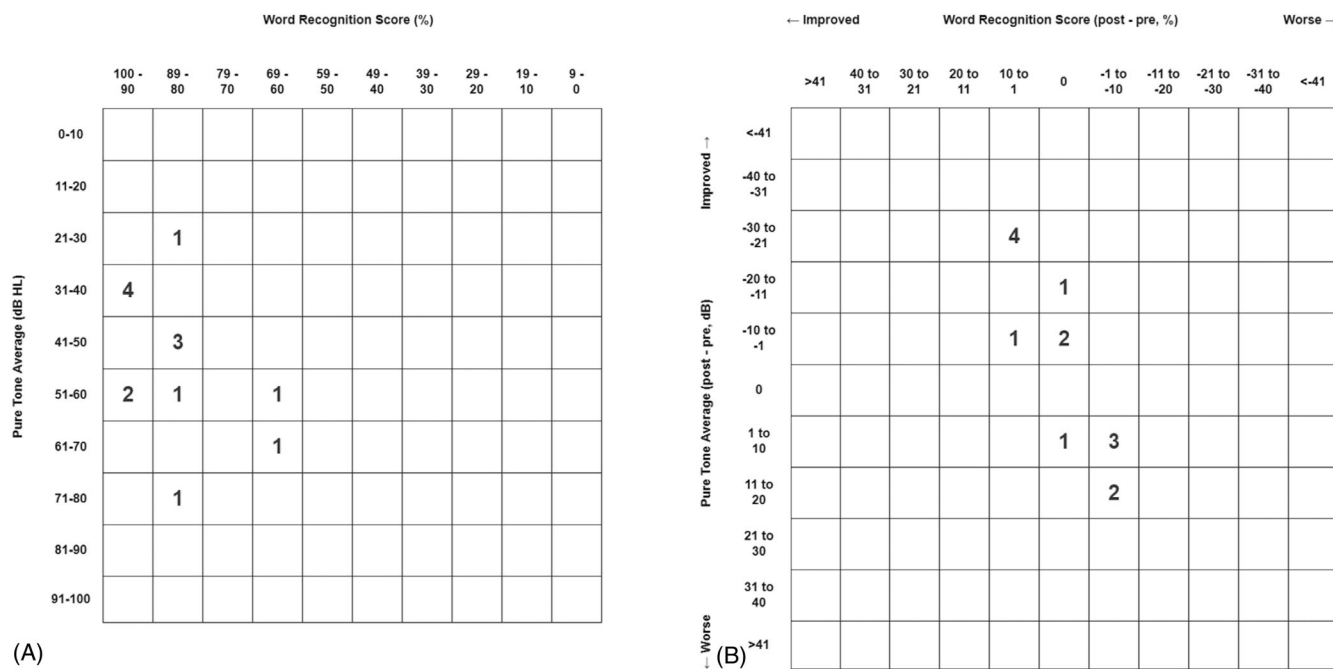 Word Recognition Score (%)
100 - 90 89 - 80 79 - 70 69 - 60 59 - 50 49 - 40 39 - 30 29 - 20 19 - 10 9 - 0
Pure Tone Average (dB HL)
0-10
11-20
21-30 1
31-40 4
41-50 3
51-60 2 1 1
61-70 1
71-80 1
81-90
91-100
(A)
← Improved Word Recognition Score (post - pre, %) Worse →
>41 40 to 31 30 to 21 20 to 11 10 to 1 0 -1 to -10 -11 to -20 -21 to -30 -31 to -40 <-41
Improved →
Pure Tone Average (post - pre, dB)
← Worse
<-41
-40 to -31
-30 to -21 4
-20 to -11 1
-10 to -1 1 2
0
1 to 10 1 3
11 to 20 2
21 to 30
31 to 40
>41
(B)